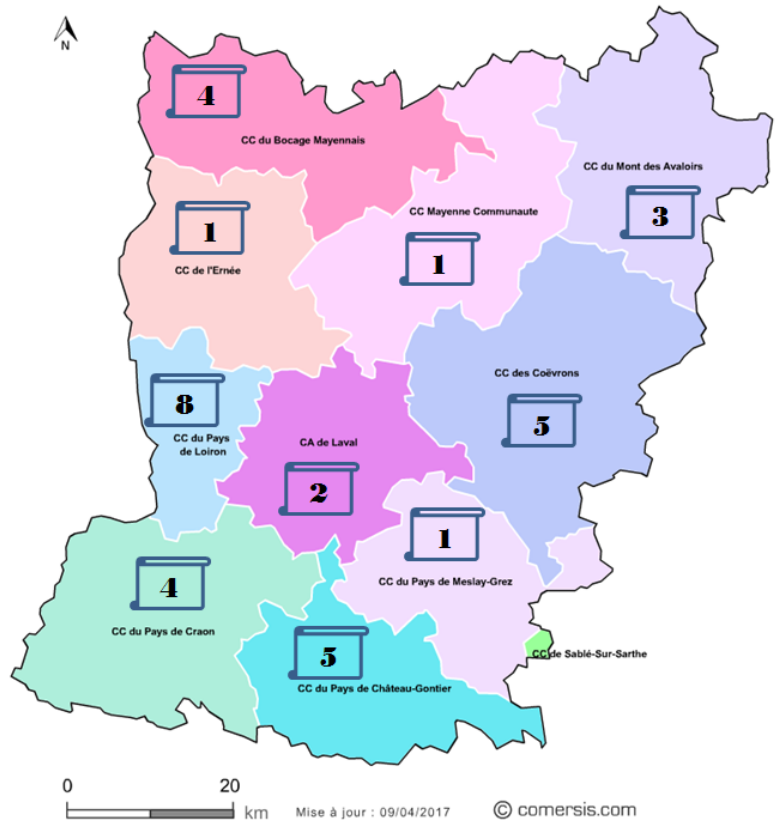 N
4
CC du Bocage Mayennais
CC du Mont des Avaloirs
3
CC Mayenne Communaute
1
1
CC de l'Ernée
CC des Coëvrons
5
8
CC du Pays
de Loiron
CA de Laval
2
1
CC du Pays de Meslay-Grez
4
CC du Pays de Craon
5
CC de Sablé-Sur-Sarthe
CC du Pays de Château-Gontier
0 20
km
Mise à jour : 09/04/2017
© comersis.com